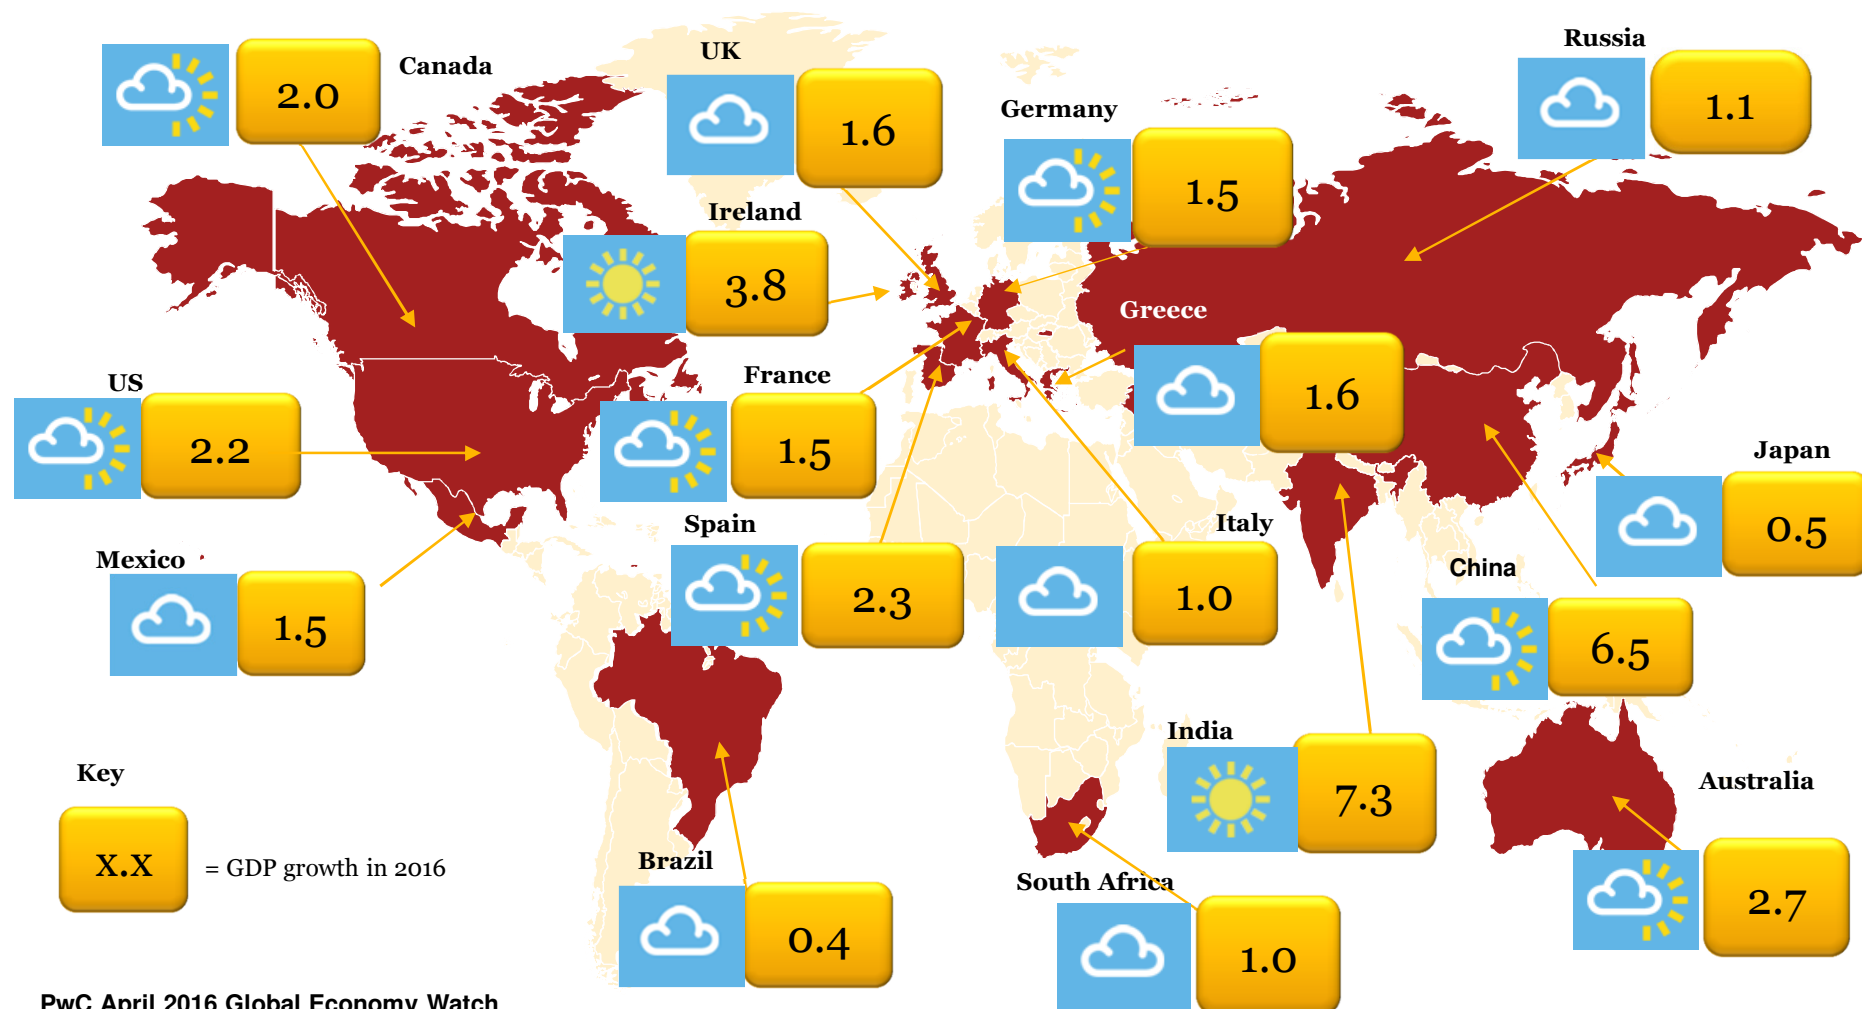 Canada
2.0
UK
1.6
Russia
1.1
Germany
1.5
Ireland
3.8
Greece
1.6
US
2.2
France
1.5
Japan
0.5
Mexico
1.5
Spain
2.3
Italy
1.0
China
6.5
India
7.3
Australia
2.7
Key
x.x
= GDP growth in 2016
Brazil
0.4
South Africa
1.0
PwC April 2016 Global Economy Watch